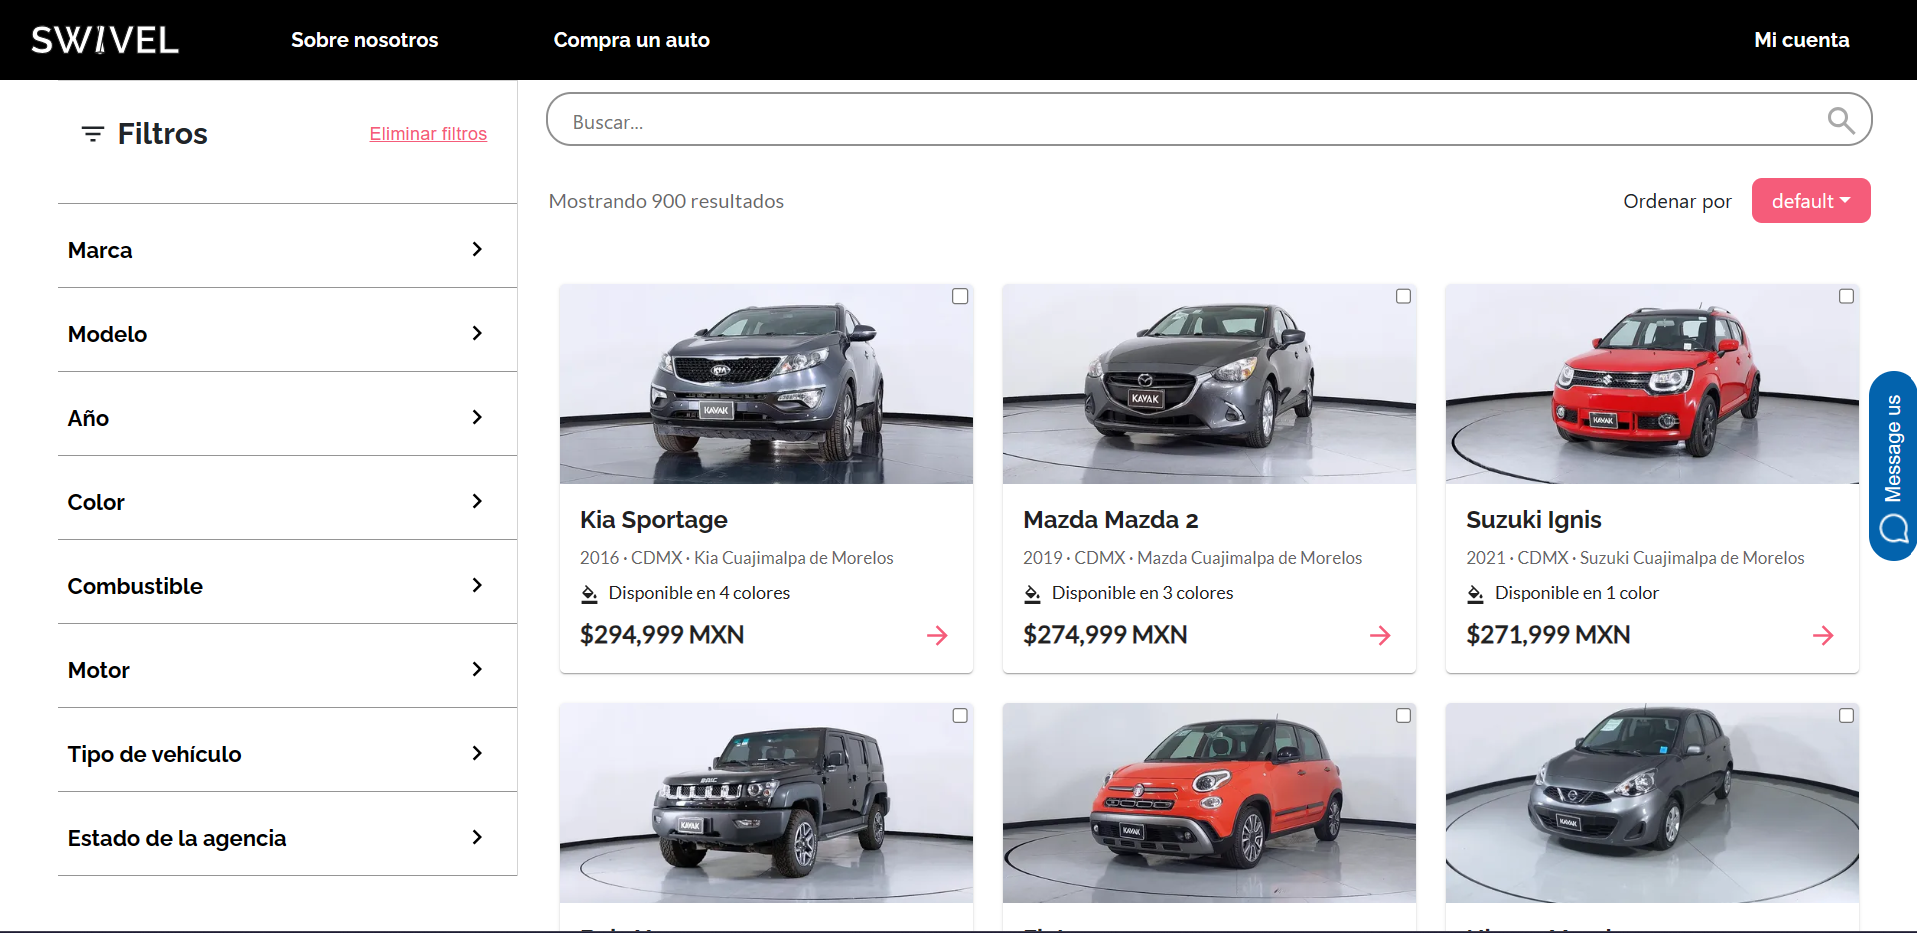 SWIVEL
Sobre nosotros
Compra un auto
Mi cuenta
Filtros
Eliminar filtros
Marca
Modelo
Año
Color
Combustible
Motor
Tipo de vehículo
Estado de la agencia
Buscar...
Mostrando 900 resultados
Ordenar por
default
KIA
KAVAK
Kia Sportage
2016 · CDMX · Kia Cuajimalpa de Morelos
Disponible en 4 colores
$294,999 MXN
KAVAK
Mazda Mazda 2
2019 · CDMX · Mazda Cuajimalpa de Morelos
Disponible en 3 colores
$274,999 MXN
KAVAK
Suzuki Ignis
2021 · CDMX · Suzuki Cuajimalpa de Morelos
Disponible en 1 color
$271,999 MXN
BAIC
KAVAK
KAVAK
KAVAK
Message us